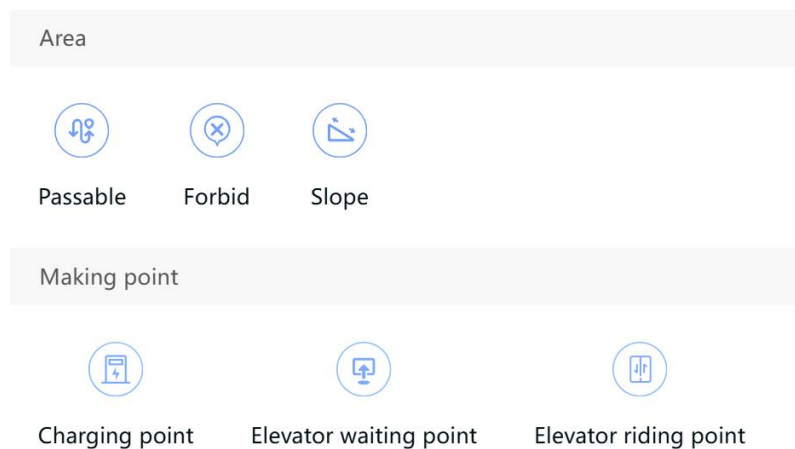 Area
Passable Forbid Slope
Making point
Charging point Elevator waiting point Elevator riding point